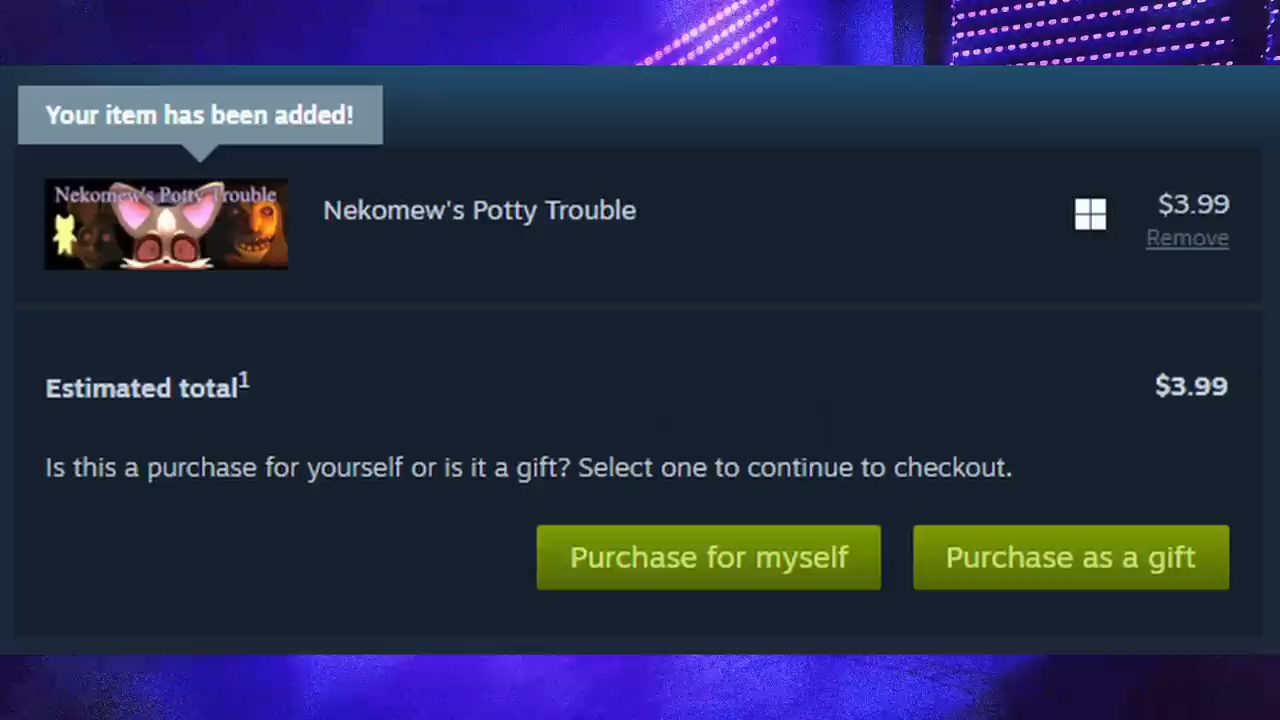 Your item has been added!
Nekomew's Potty Trouble
Nekomew's Potty Trouble
$3.99
Remove
Estimated total1
$3.99
Is this a purchase for yourself or is it a gift? Select one to continue to checkout.
Purchase for myself
Purchase as a gift